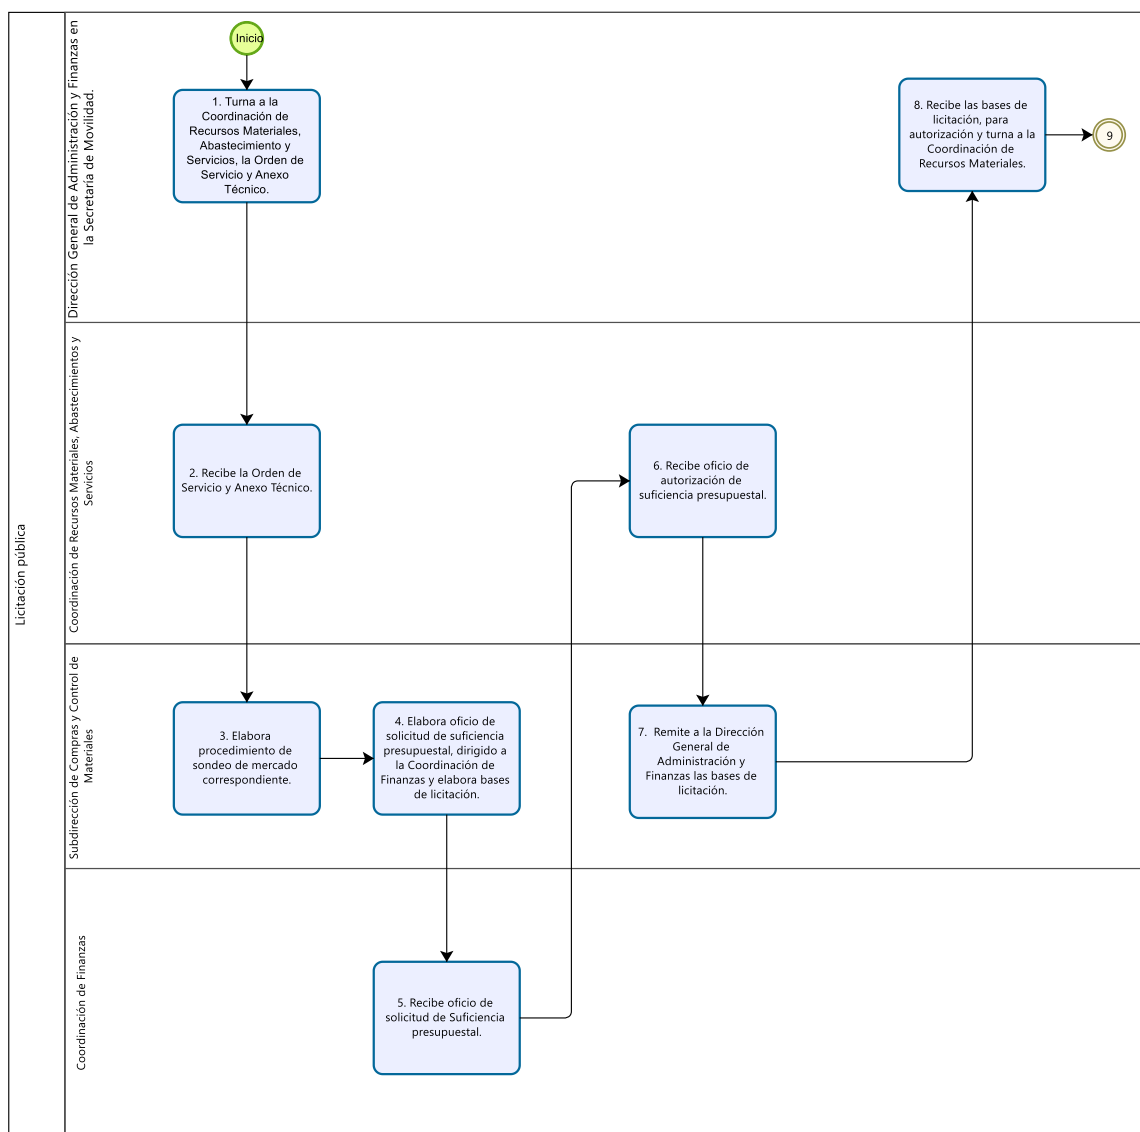 Licitación pública
Dirección General de Administración y Finanzas en
la Secretaría de Movilidad.
Inicio
1. Turna a la
Coordinación de
Recursos Materiales,
Abastecimiento y
Servicios, la Orden de
Servicio y Anexo
Técnico.
8. Recibe las bases de
licitación, para
autorización y turna a la
Coordinación de
Recursos Materiales.
9
Coordinación de Recursos Materiales, Abastecimientos y
Servicios
2. Recibe la Orden de
Servicio y Anexo Técnico.
6. Recibe oficio de
autorización de
suficiencia presupuestal.
Subdirección de Compras y Control de
Materiales
3. Elabora
procedimiento de
sondeo de mercado
correspondiente.
4. Elabora oficio de
solicitud de suficiencia
presupuestal, dirigido a
la Coordinación de
Finanzas y elabora bases
de licitación.
7. Remite a la Dirección
General de
Administración y
Finanzas las bases de
licitación.
Coordinación de Finanzas
5. Recibe oficio de
solicitud de Suficiencia
presupuestal.